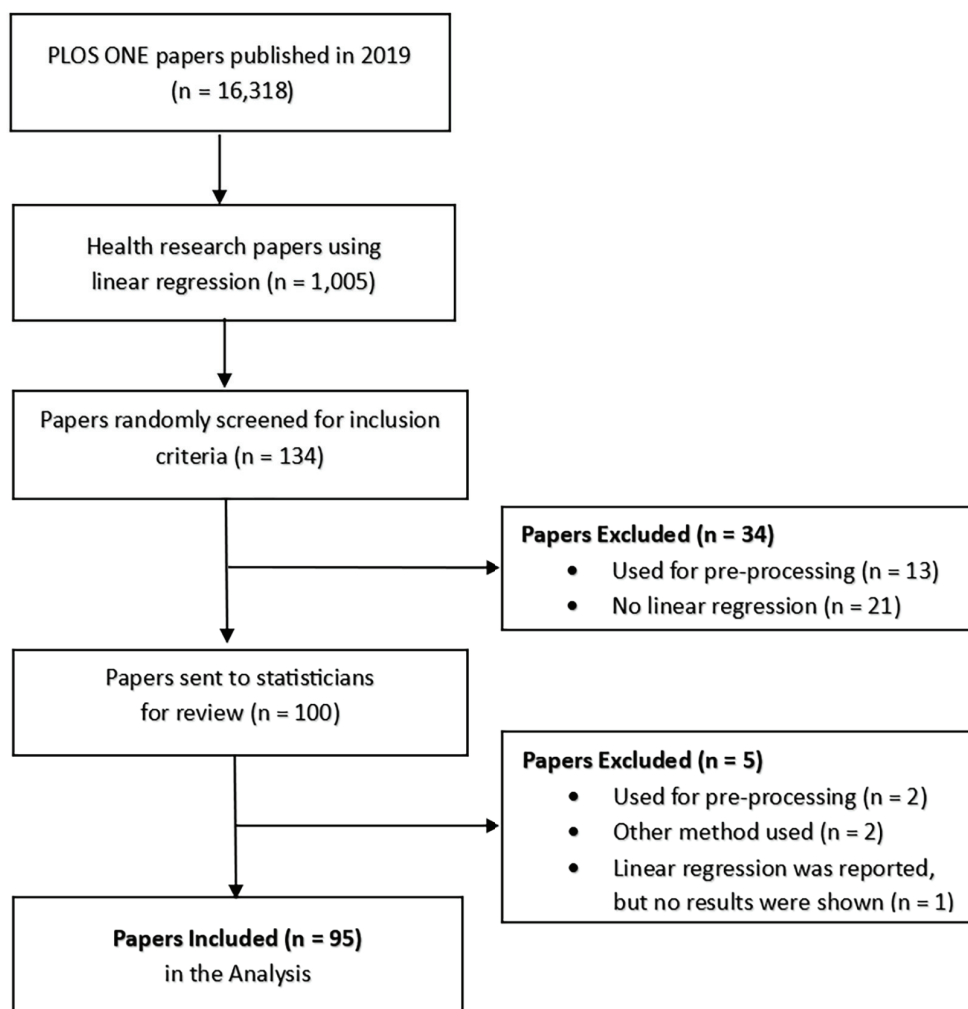 PLOS ONE papers published in 2019
(n = 16,318)
Health research papers using
linear regression (n = 1,005)
Papers randomly screened for inclusion
criteria (n = 134)
Papers Excluded (n = 34)
• Used for pre-processing (n = 13)
• No linear regression (n = 21)
Papers sent to statisticians
for review (n = 100)
Papers Excluded (n = 5)
• Used for pre-processing (n = 2)
• Other method used (n = 2)
• Linear regression was reported,
but no results were shown (n = 1)
Papers Included (n = 95)
in the Analysis